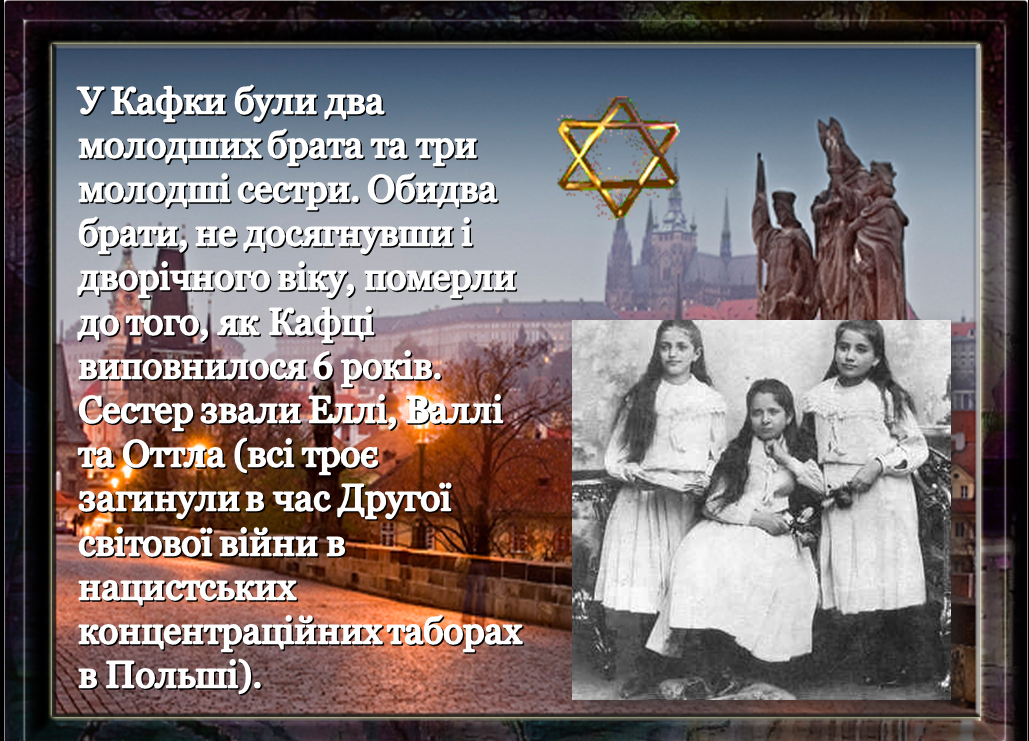 У Кафки були два
молодших брата та три
молодші сестри. Обидва
брати, не досягнувши і
дворічного віку, померли
до того, як Кафці
виповнилося 6 років.
Сестер звали Еллі, Валлі
та Оттла (всі троє
загинули в час Другої
світової війни в
нацистських
концентраційних таборах
в Польші).